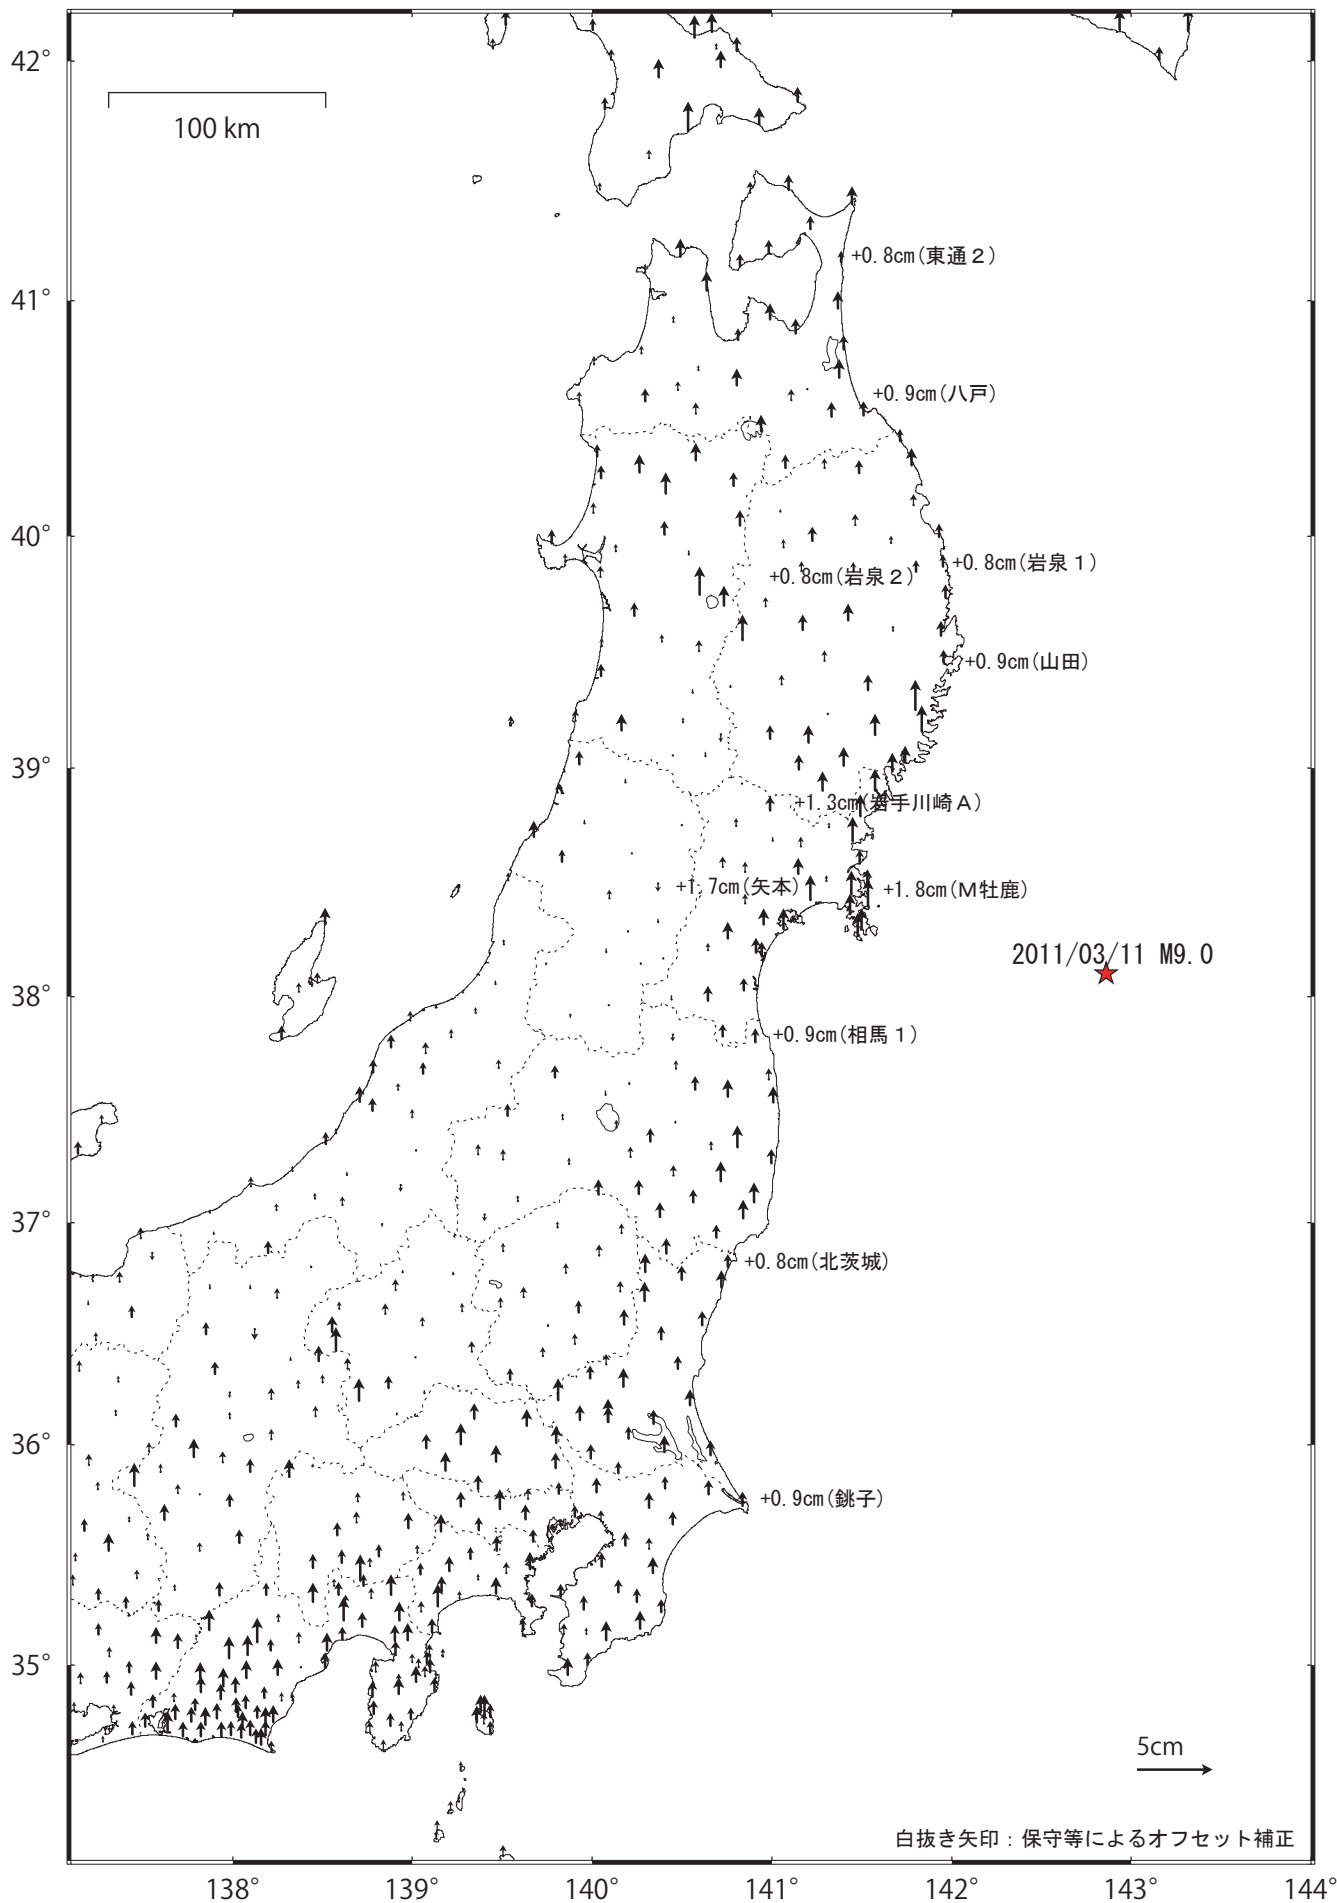 42°
100 km
+0.8cm(東通２)
41°
+0.9cm(八戸)
40°
+0.8cm(岩泉１)
+0.8cm(岩泉２)
+0.9cm(山田)
39°
+1.3cm(岩手川崎Ａ)
+1.7cm(矢本)
+1.8cm(M牡鹿)
2011/03/11 M9.0
38°
+0.9cm(相馬１)
37°
+0.8cm(北茨城)
36°
+0.9cm(銚子)
35°
5cm
白抜き矢印：保守等によるオフセット補正
138° 139° 140° 141° 142° 143° 144°